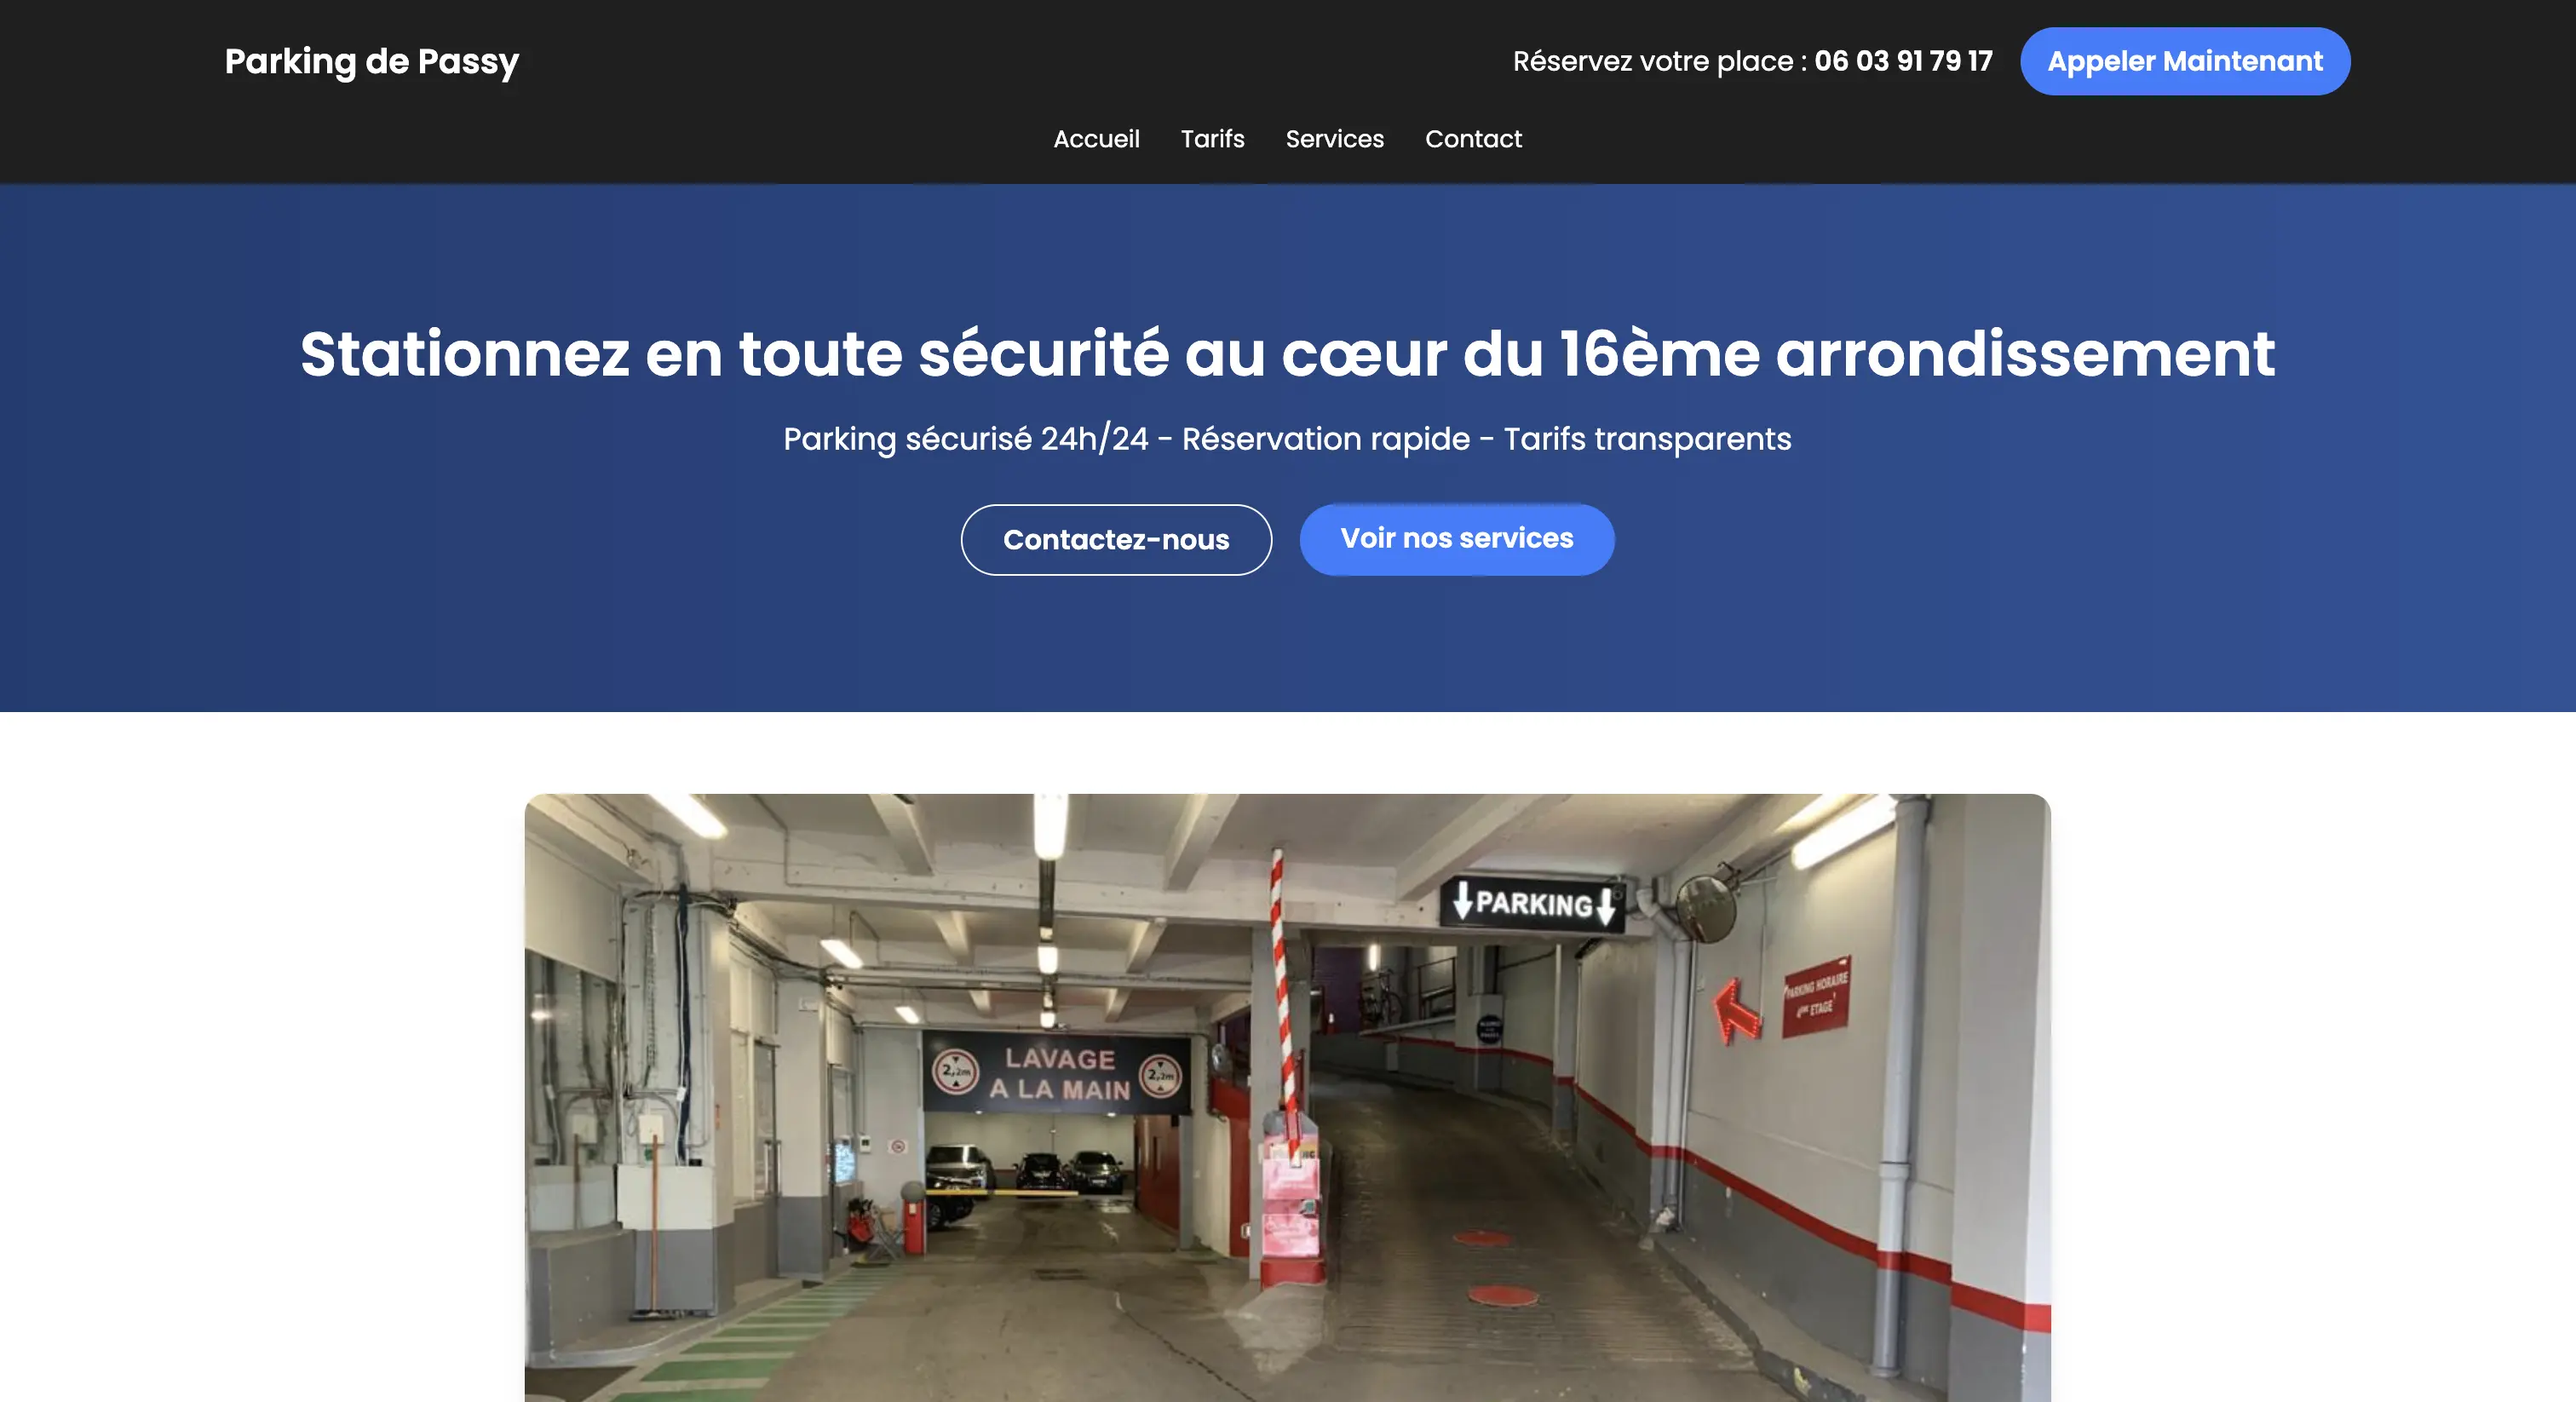 Parking de Passy
Réservez votre place : 06 03 91 79 17
Appeler Maintenant
Accueil
Tarifs
Services
Contact
Stationnez en toute sécurité au cœur du 16ème arrondissement
Parking sécurisé 24h/24 - Réservation rapide - Tarifs transparents
Contactez-nous
Voir nos services
PARKING
PARKING HORAIRE
4ème ETAGE
LAVAGE
A LA MAIN
2,2m
2,2m